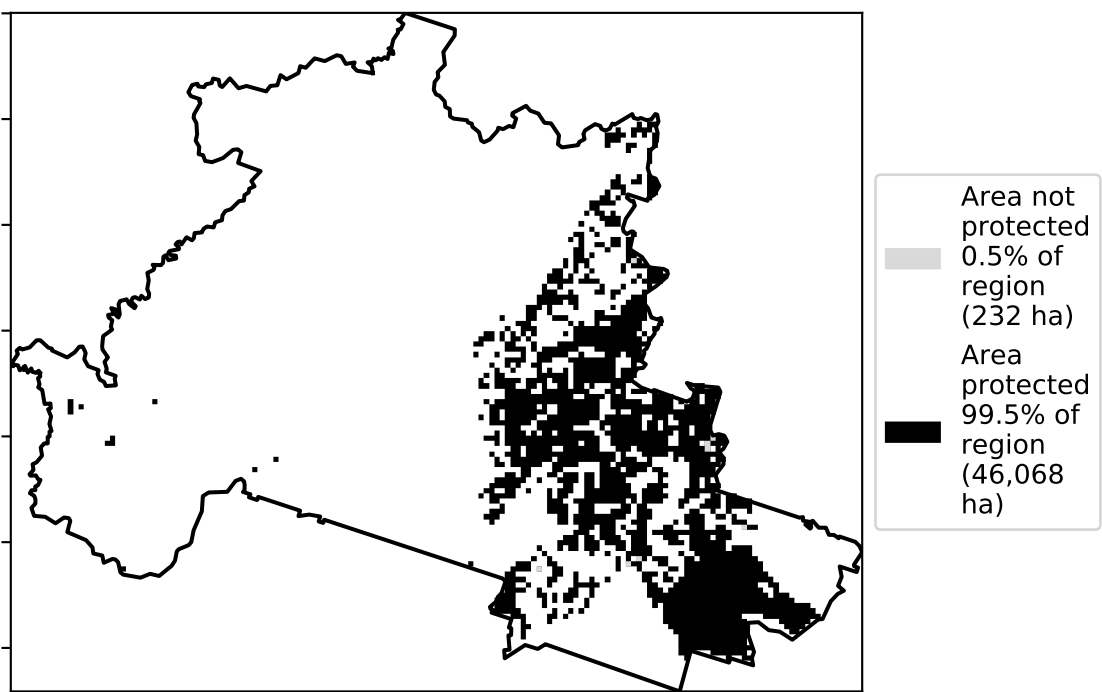 Area not
protected
0.5% of
region
(232 ha)
Area
protected
99.5% of
region
(46,068
ha)